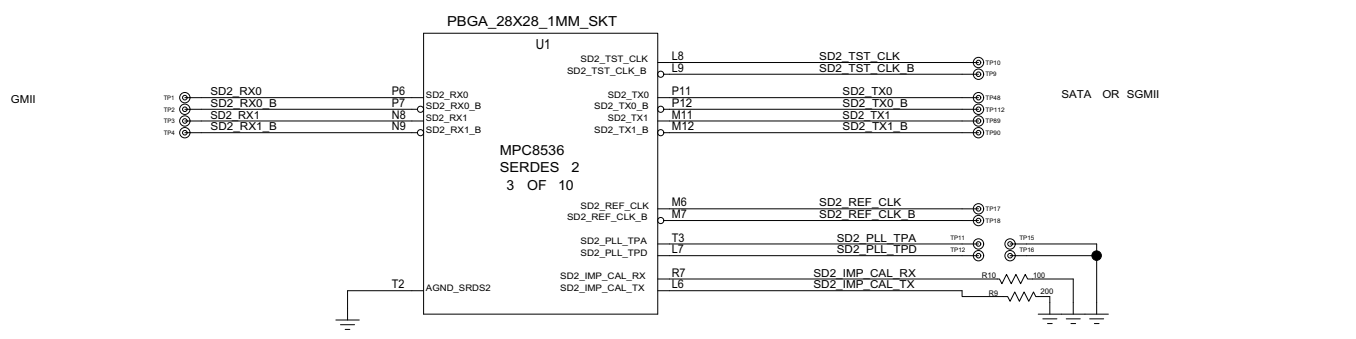 PBGA_28X28_1MM_SKT
U1
SD2_TST_CLK L8 SD2_TST_CLK TP10
SD2_TST_CLK_B L9 SD2_TST_CLK_B TP9
GMII
SATA OR SGMII
TP1 SD2_RX0 P6 SD2_RX0 SD2_TX0 P11 SD2_TX0 TP48
TP2 SD2_RX0_B P7 SD2_RX0_B SD2_TX0_B P12 SD2_TX0_B TP112
TP3 SD2_RX1 N8 SD2_RX1 SD2_TX1 M11 SD2_TX1 TP89
TP4 SD2_RX1_B N9 SD2_RX1_B SD2_TX1_B M12 SD2_TX1_B TP90
MPC8536
SERDES 2
3 OF 10
SD2_REF_CLK M6 SD2_REF_CLK TP17
SD2_REF_CLK_B M7 SD2_REF_CLK_B TP18
SD2_PLL_TPA T3 SD2_PLL_TPA TP11 TP15
SD2_PLL_TPD L7 SD2_PLL_TPD TP12 TP16
SD2_IMP_CAL_RX R7 SD2_IMP_CAL_RX R10 100
T2 AGND_SRDS2 SD2_IMP_CAL_TX L6 SD2_IMP_CAL_TX R9 200